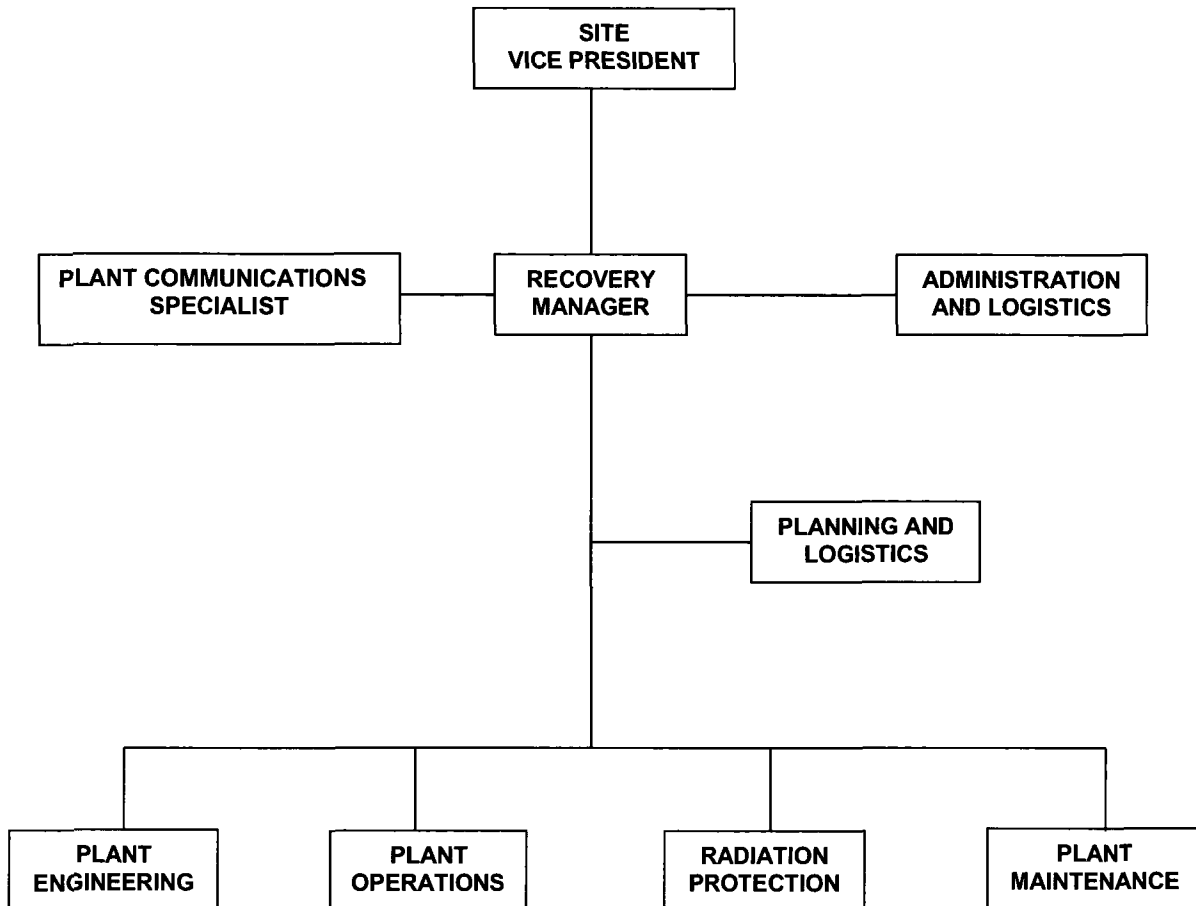 SITE
VICE PRESIDENT
PLANT COMMUNICATIONS
SPECIALIST
RECOVERY
MANAGER
ADMINISTRATION
AND LOGISTICS
PLANNING AND
LOGISTICS
PLANT
ENGINEERING
PLANT
OPERATIONS
RADIATION
PROTECTION
PLANT
MAINTENANCE